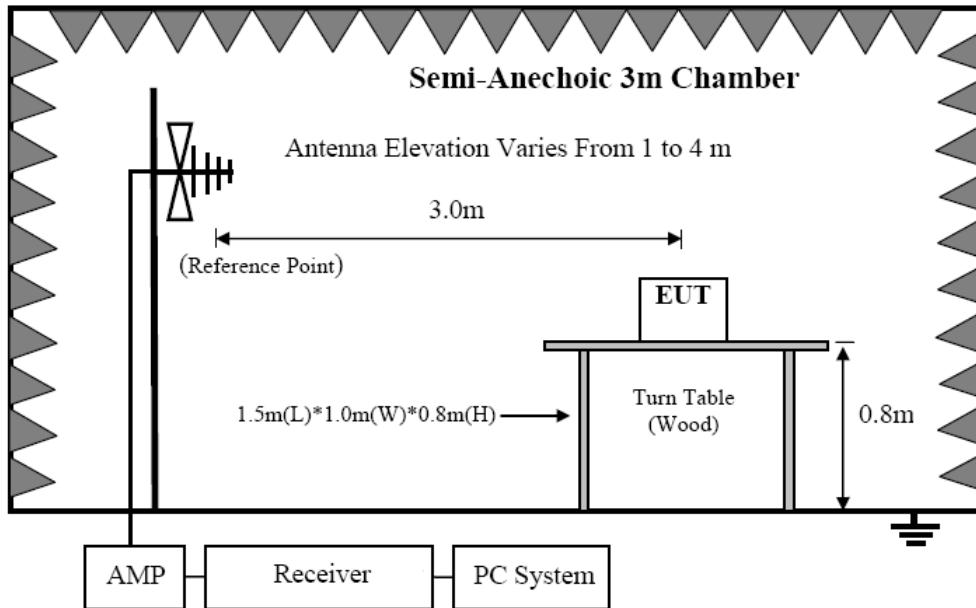 Semi-Anechoic 3m Chamber
Antenna Elevation Varies From 1 to 4 m
3.0m
(Reference Point)
EUT
1.5m(L)*1.0m(W)*0.8m(H)
Turn Table
(Wood)
0.8m
AMP
Receiver
PC System